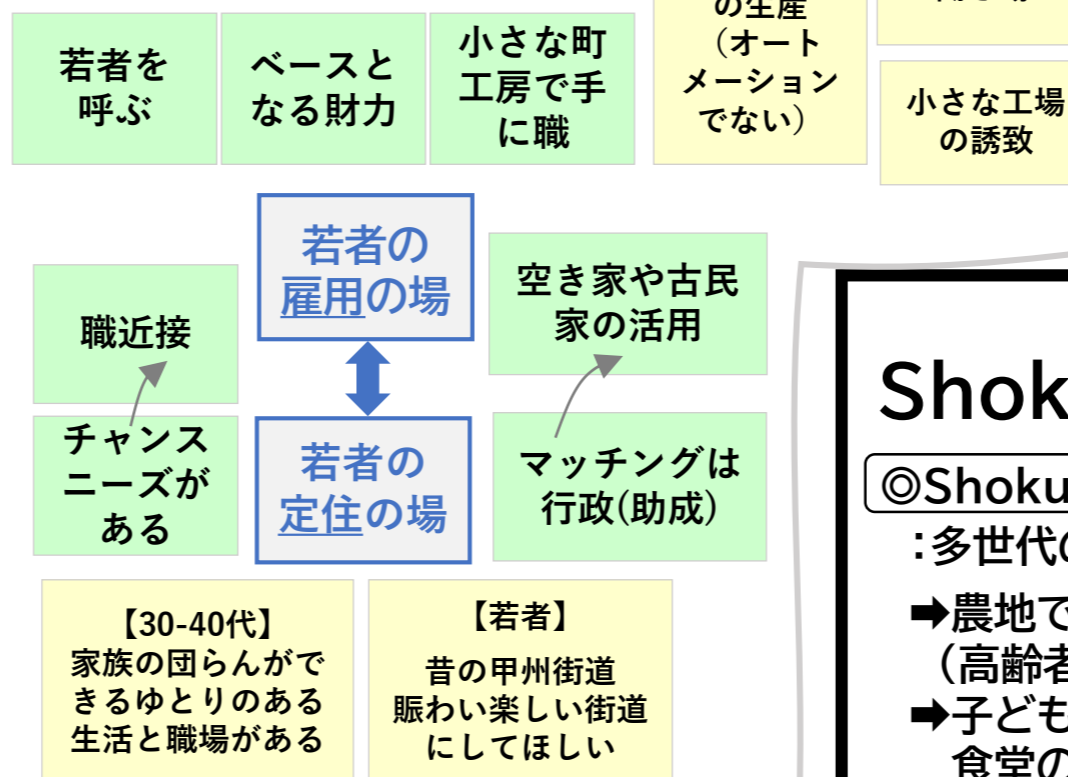 若者を
呼ぶ
ベースと
なる財力
小さな町
工房で手
に職
の生産
（オート
メーション
でない）
小さな工場
の誘致
若者の
雇用の場
職近接
チャンス
ニーズが
ある
若者の
定住の場
空き家や古民
家の活用
マッチングは
行政(助成)
【30-40代】
家族の団らんがで
きるゆとりのある
生活と職場がある
【若者】
昔の甲州街道
賑わい楽しい街道
にしてほしい
Shok
◎Shoku
：多世代の
➡農地で
（高齢者
➡子ども
食堂の